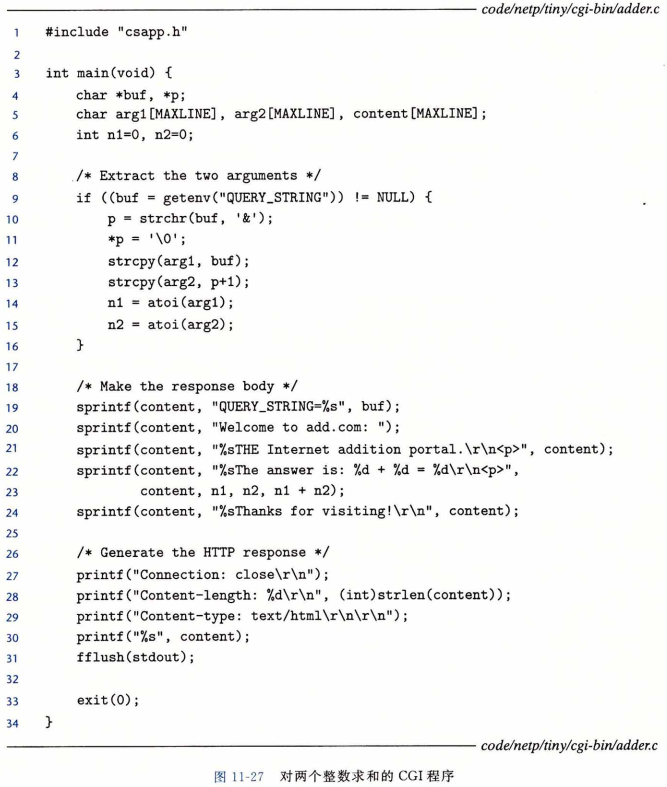 code/netp/tiny/cgi-bin/adder.c
1 #include "csapp.h"
2
3 int main(void) {
4     char *buf, *p;
5     char arg1[MAXLINE], arg2[MAXLINE], content[MAXLINE];
6     int n1=0, n2=0;
7
8     /* Extract the two arguments */
9     if ((buf = getenv("QUERY_STRING")) != NULL) {
10         p = strchr(buf, '&');
11         *p = '\0';
12         strcpy(arg1, buf);
13         strcpy(arg2, p+1);
14         n1 = atoi(arg1);
15         n2 = atoi(arg2);
16     }
17
18     /* Make the response body */
19     sprintf(content, "QUERY_STRING=%s", buf);
20     sprintf(content, "Welcome to add.com: ");
21     sprintf(content, "%sTHE Internet addition portal.\r\n<p>", content);
22     sprintf(content, "%sThe answer is: %d + %d = %d\r\n<p>",
23             content, n1, n2, n1 + n2);
24     sprintf(content, "%sThanks for visiting!\r\n", content);
25
26     /* Generate the HTTP response */
27     printf("Connection: close\r\n");
28     printf("Content-length: %d\r\n", (int)strlen(content));
29     printf("Content-type: text/html\r\n\r\n");
30     printf("%s", content);
31     fflush(stdout);
32
33     exit(0);
34 }
code/netp/tiny/cgi-bin/adder.c
图 11-27 对两个整数求和的 CGI 程序